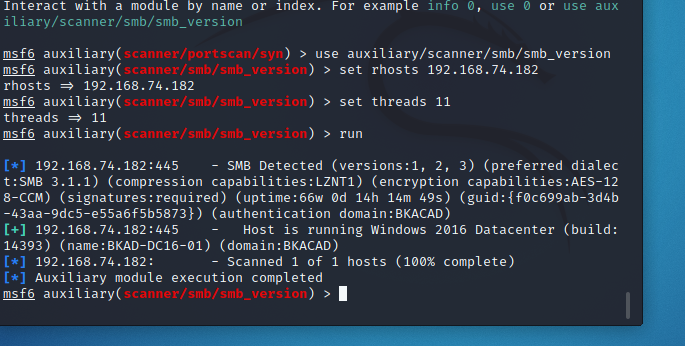 Interact with a module by name or index. For example info 0, use 0 or use aux
iliary/scanner/smb/smb_version
msf6 auxiliary(scanner/portscan/syn) > use auxiliary/scanner/smb/smb_version
msf6 auxiliary(scanner/smb/smb_version) > set rhosts 192.168.74.182
rhosts => 192.168.74.182
msf6 auxiliary(scanner/smb/smb_version) > set threads 11
threads => 11
msf6 auxiliary(scanner/smb/smb_version) > run
[*] 192.168.74.182:445    - SMB Detected (versions:1, 2, 3) (preferred dialec
t:SMB 3.1.1) (compression capabilities:LZNT1) (encryption capabilities:AES-12
8-CCM) (signatures:required) (uptime:66w 0d 14h 14m 49s) (guid:{f0c699ab-3d4b
-43aa-9dc5-e55a6f5b5873}) (authentication domain:BKACAD)
[+] 192.168.74.182:445    -   Host is running Windows 2016 Datacenter (build:
14393) (name:BKAD-DC16-01) (domain:BKACAD)
[*] 192.168.74.182:       - Scanned 1 of 1 hosts (100% complete)
[*] Auxiliary module execution completed
msf6 auxiliary(scanner/smb/smb_version) >